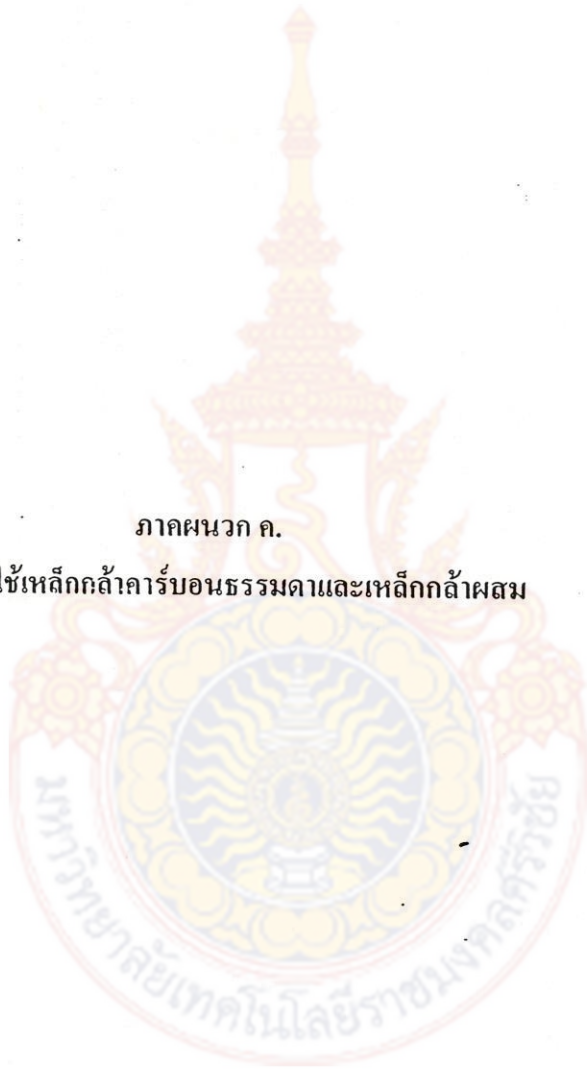 ภาคผนวก ค.
ใช้เหล็กกล้าคาร์บอนธรรมดาและเหล็กกล้าผสม
มหาวิทยาลัยเทคโนโลยีราชมงคลศรีวิชัย